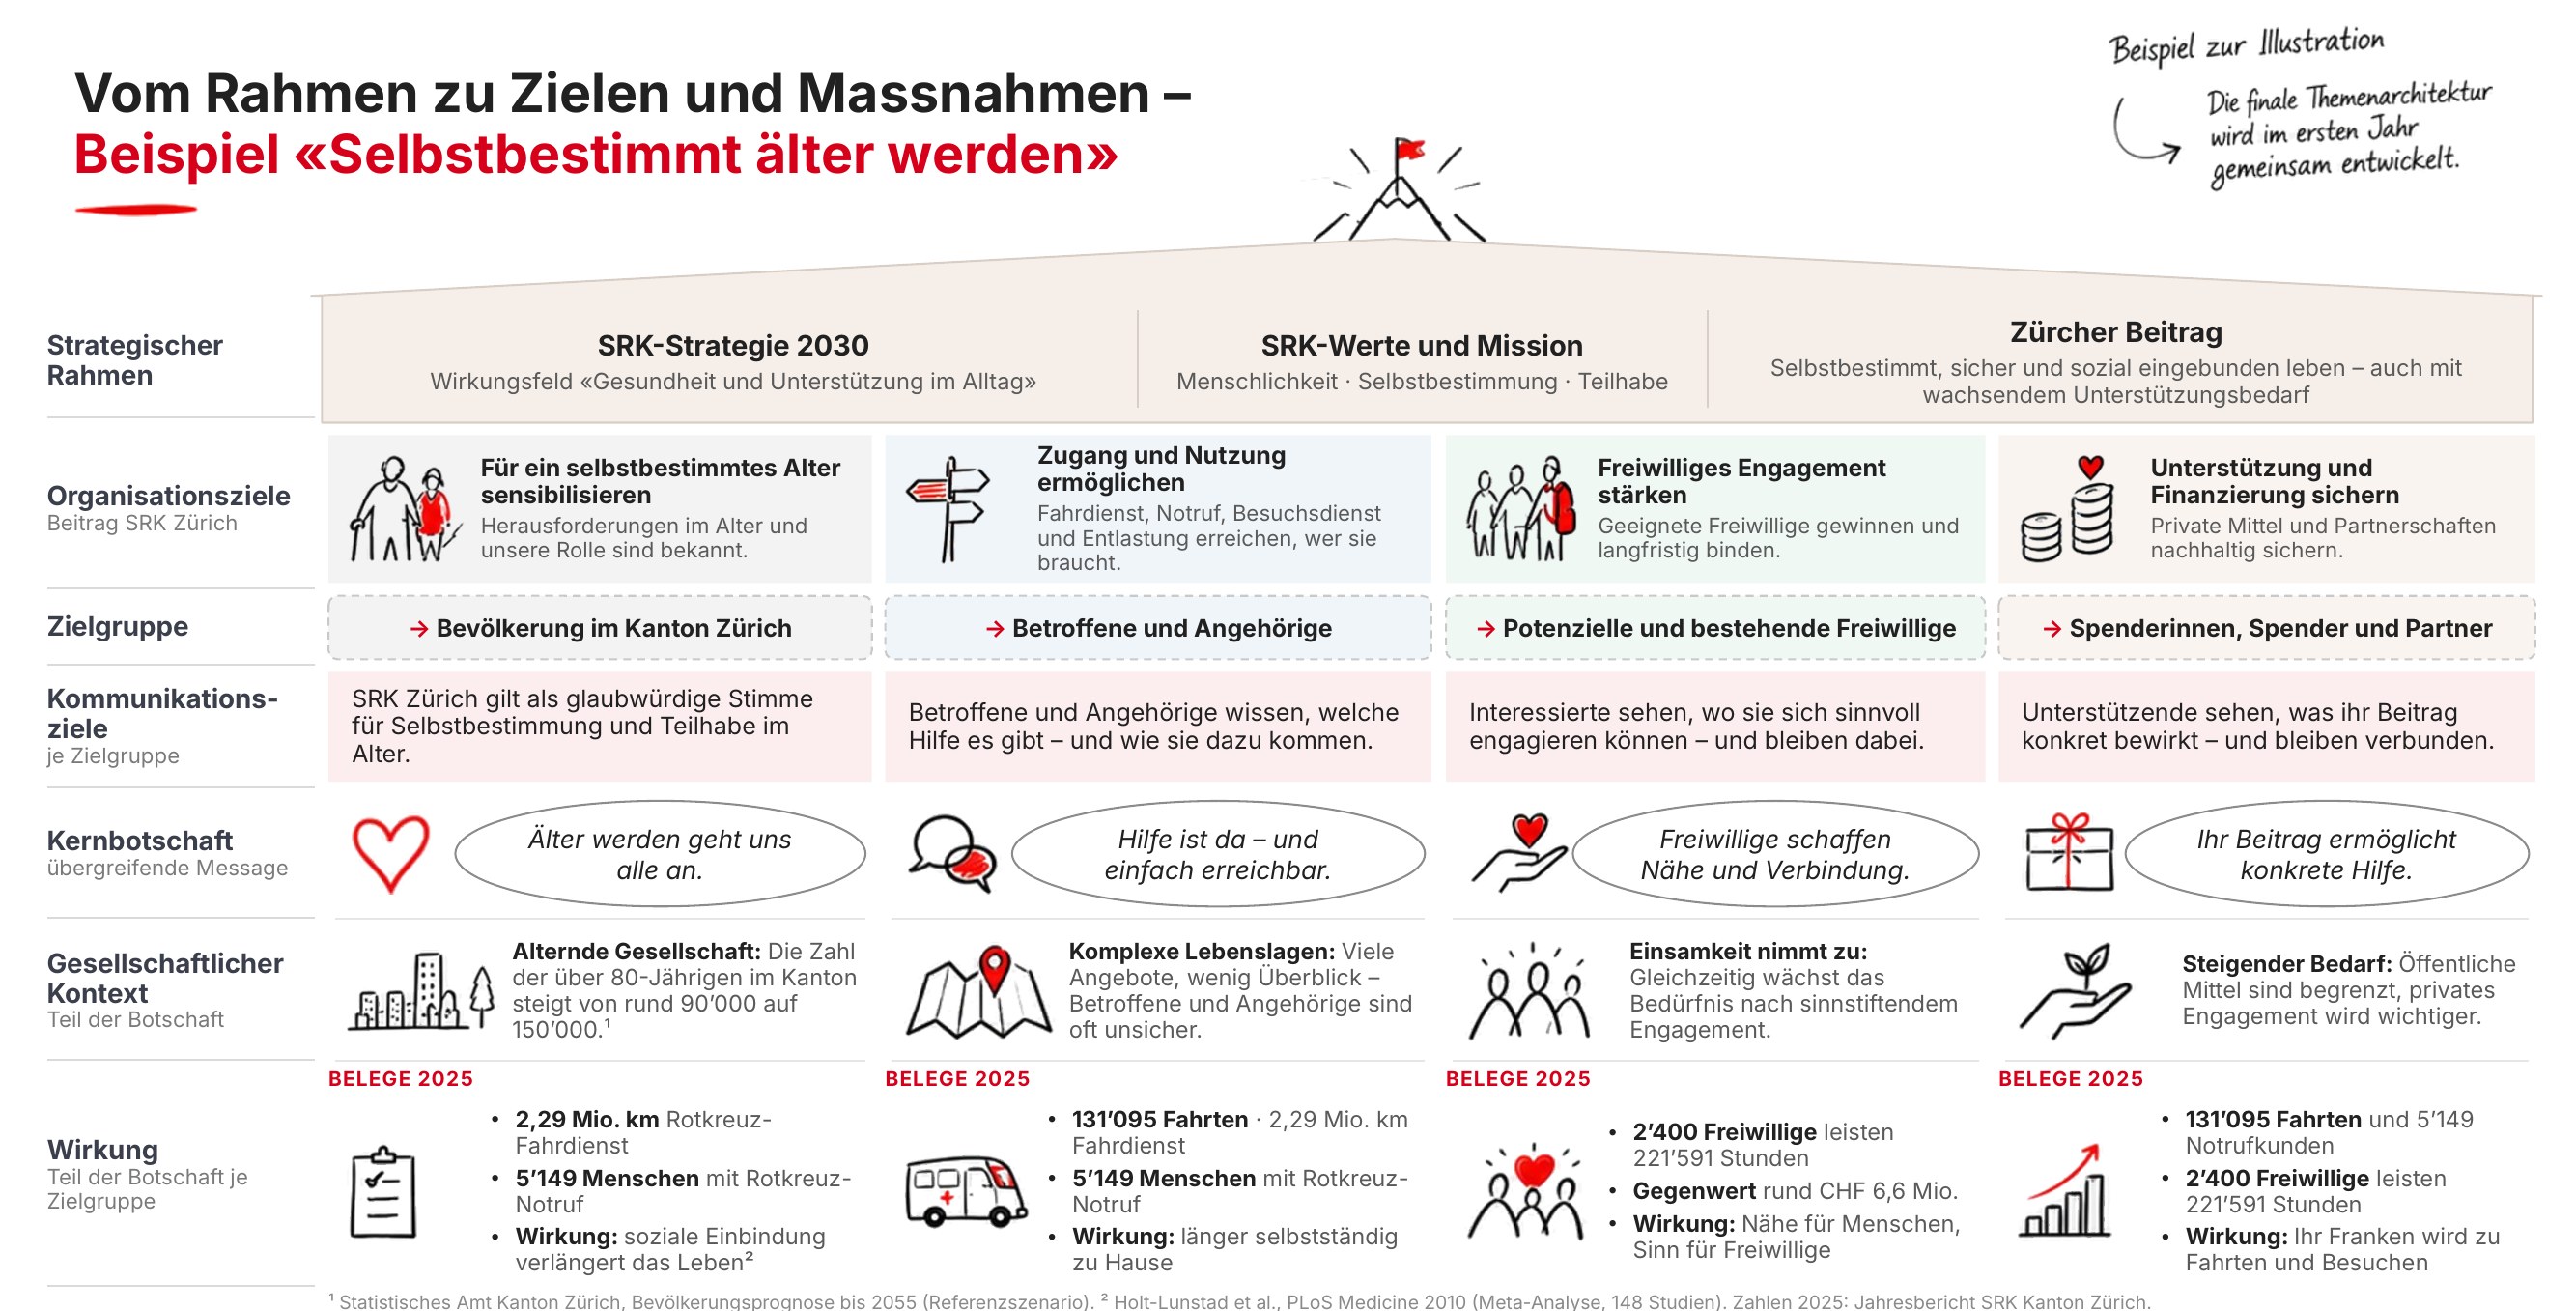 Beispiel zur Illustration
Die finale Themenarchitektur
wird im ersten Jahr
gemeinsam entwickelt.
Vom Rahmen zu Zielen und Massnahmen –
Beispiel «Selbstbestimmt älter werden»
Strategischer
Rahmen
SRK-Strategie 2030
Wirkungsfeld «Gesundheit und Unterstützung im Alltag»
SRK-Werte und Mission
Menschlichkeit · Selbstbestimmung · Teilhabe
Zürcher Beitrag
Selbstbestimmt, sicher und sozial eingebunden leben – auch mit
wachsendem Unterstützungsbedarf
Organisationsziele
Beitrag SRK Zürich
Für ein selbstbestimmtes Alter
sensibilisieren
Herausforderungen im Alter und
unsere Rolle sind bekannt.
Zugang und Nutzung
ermöglichen
Fahrdienst, Notruf, Besuchsdienst
und Entlastung erreichen, wer sie
braucht.
Freiwilliges Engagement
stärken
Geeignete Freiwillige gewinnen und
langfristig binden.
Unterstützung und
Finanzierung sichern
Private Mittel und Partnerschaften
nachhaltig sichern.
Zielgruppe
→ Bevölkerung im Kanton Zürich
→ Betroffene und Angehörige
→ Potenzielle und bestehende Freiwillige
→ Spenderinnen, Spender und Partner
Kommunikations-
ziele
je Zielgruppe
SRK Zürich gilt als glaubwürdige Stimme
für Selbstbestimmung und Teilhabe im
Alter.
Betroffene und Angehörige wissen, welche
Hilfe es gibt – und wie sie dazu kommen.
Interessierte sehen, wo sie sich sinnvoll
engagieren können – und bleiben dabei.
Unterstützende sehen, was ihr Beitrag
konkret bewirkt – und bleiben verbunden.
Kernbotschaft
übergreifende Message
Älter werden geht uns
alle an.
Hilfe ist da – und
einfach erreichbar.
Freiwillige schaffen
Nähe und Verbindung.
Ihr Beitrag ermöglicht
konkrete Hilfe.
Gesellschaftlicher
Kontext
Teil der Botschaft
Alternde Gesellschaft: Die Zahl
der über 80-Jährigen im Kanton
steigt von rund 90’000 auf
150’000.¹
Komplexe Lebenslagen: Viele
Angebote, wenig Überblick –
Betroffene und Angehörige sind
oft unsicher.
Einsamkeit nimmt zu:
Gleichzeitig wächst das
Bedürfnis nach sinnstiftendem
Engagement.
Steigender Bedarf: Öffentliche
Mittel sind begrenzt, privates
Engagement wird wichtiger.
Wirkung
Teil der Botschaft je
Zielgruppe
BELEGE 2025
• 2,29 Mio. km Rotkreuz-
Fahrdienst
• 5’149 Menschen mit Rotkreuz-
Notruf
• Wirkung: soziale Einbindung
verlängert das Leben²
BELEGE 2025
• 131’095 Fahrten · 2,29 Mio. km
Fahrdienst
• 5’149 Menschen mit Rotkreuz-
Notruf
• Wirkung: länger selbstständig
zu Hause
BELEGE 2025
• 2’400 Freiwillige leisten
221’591 Stunden
• Gegenwert rund CHF 6,6 Mio.
• Wirkung: Nähe für Menschen,
Sinn für Freiwillige
BELEGE 2025
• 131’095 Fahrten und 5’149
Notrufkunden
• 2’400 Freiwillige leisten
221’591 Stunden
• Wirkung: Ihr Franken wird zu
Fahrten und Besuchen
¹ Statistisches Amt Kanton Zürich, Bevölkerungsprognose bis 2055 (Referenzszenario). ² Holt-Lunstad et al., PLoS Medicine 2010 (Meta-Analyse, 148 Studien). Zahlen 2025: Jahresbericht SRK Kanton Zürich.